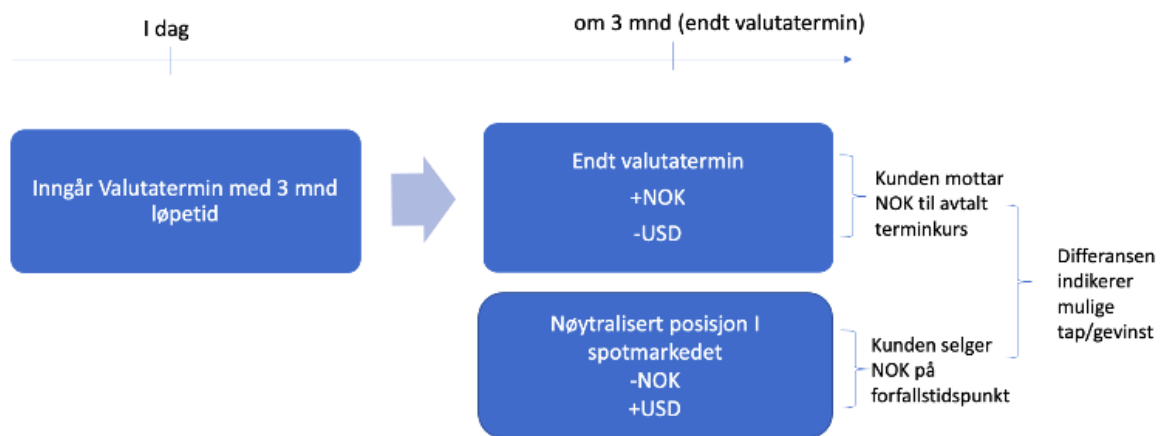 I dag
om 3 mnd (endt valutatermin)
Inngår Valutatermin med 3 mnd
løpetid
Endt valutatermin
+NOK
-USD
Kunden mottar
NOK til avtalt
terminkurs
Nøytralisert posisjon I
spotmarkedet
-NOK
+USD
Kunden selger
NOK på
forfallstidspunkt
Differansen
indikerer
mulige
tap/gevinst